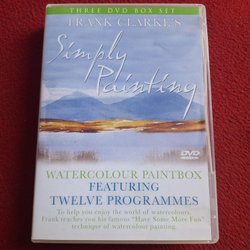 THREE DVD BOX SET
FRANK CLARKE'S
Simply
Painting
DVD
WATERCOLOUR PAINTBOX
FEATURING
TWELVE PROGRAMMES
To help you enjoy the world of watercolours.
Frank teaches you his famous "Have Some More Fun"
technique of watercolour painting.